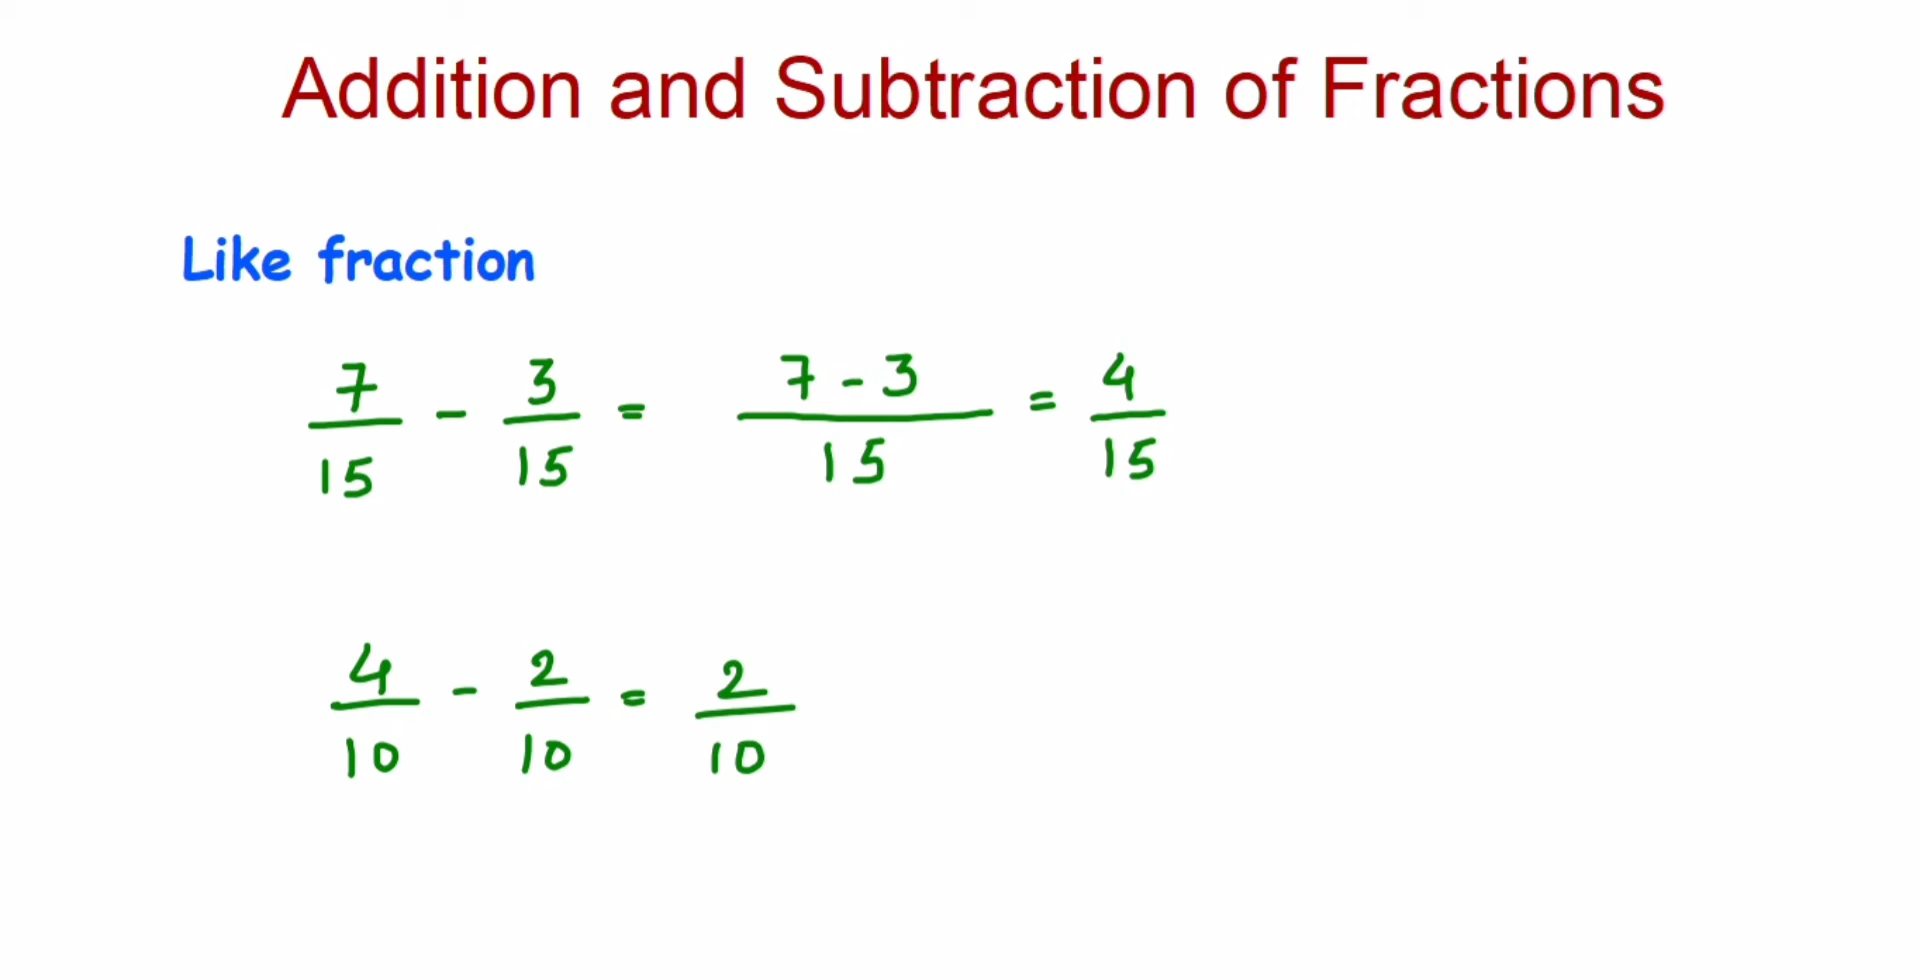 Addition and Subtraction of Fractions
Like fraction
7/15 - 3/15 = 7 - 3/15 = 4/15
4/10 - 2/10 = 2/10